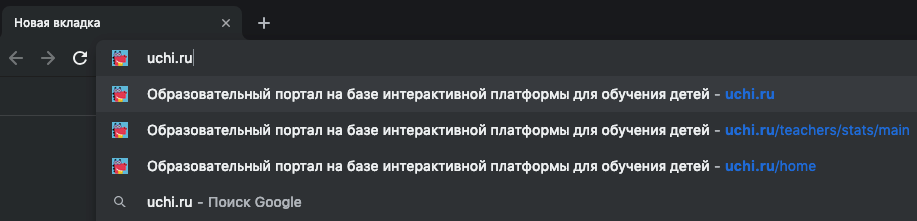 Новая вкладка
uchi.ru
Образовательный портал на базе интерактивной платформы для обучения детей - uchi.ru
Образовательный портал на базе интерактивной платформы для обучения детей - uchi.ru/teachers/stats/main
Образовательный портал на базе интерактивной платформы для обучения детей - uchi.ru/home
uchi.ru - Поиск Google